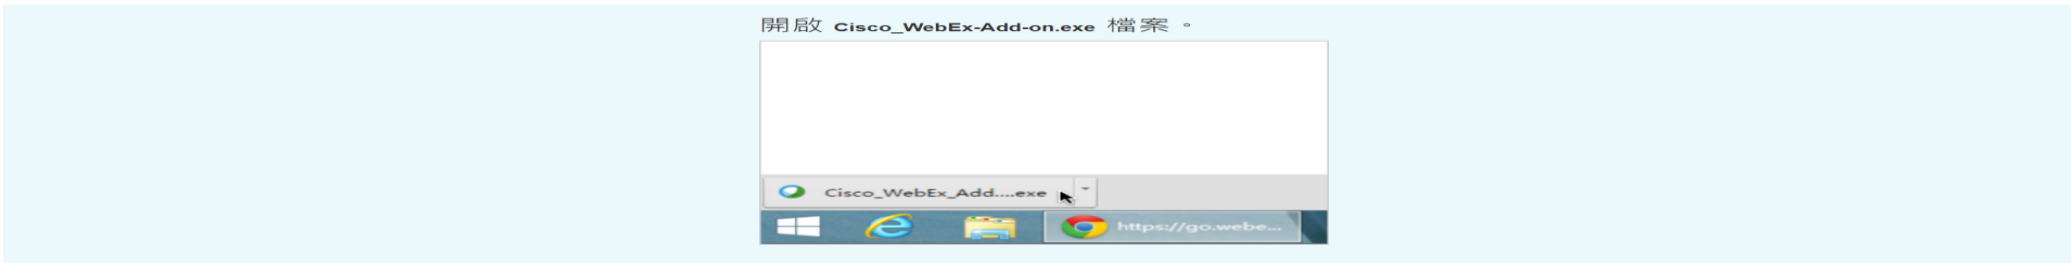 開啟 Cisco_WebEx-Add-on.exe 檔案。
Cisco_WebEx_Add....exe
https://go.webe...